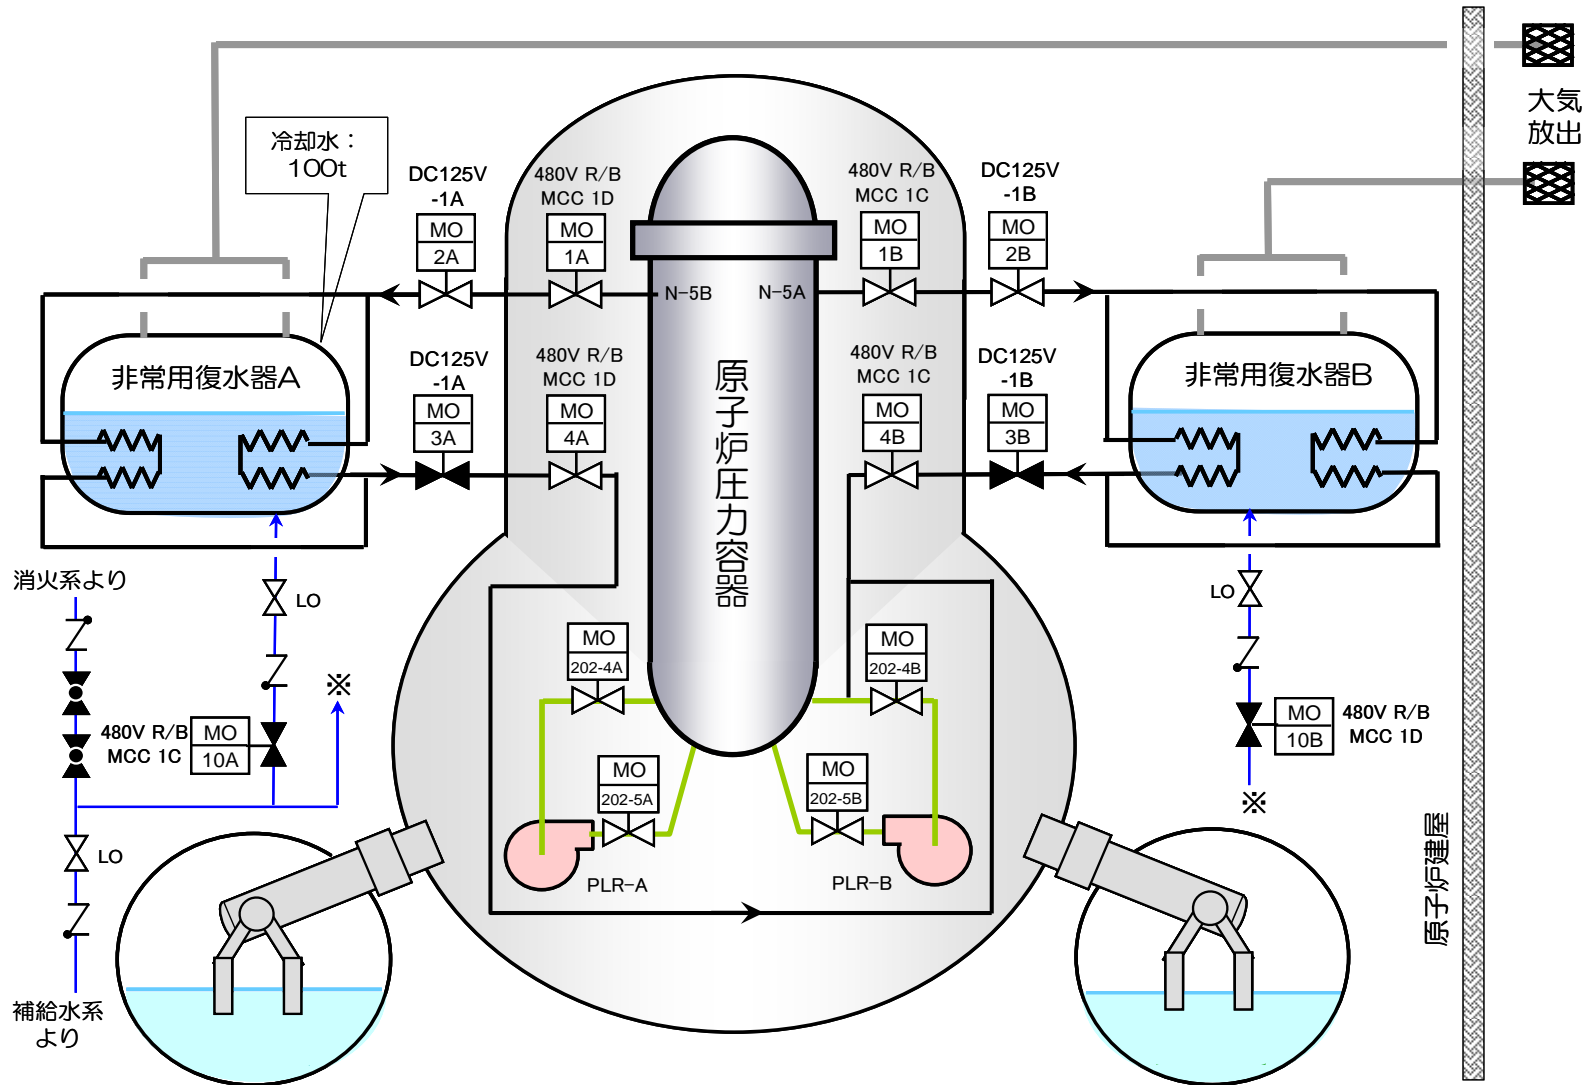 大気
放出
冷却水：
100t
DC125V
-1A
MO
2A
480V R/B
MCC 1D
MO
1A
480V R/B
MCC 1C
MO
1B
DC125V
-1B
MO
2B
N-5B
N-5A
非常用復水器A
DC125V
-1A
MO
3A
480V R/B
MCC 1D
MO
4A
原子炉圧力容器
480V R/B
MCC 1C
MO
4B
DC125V
-1B
MO
3B
非常用復水器B
消火系より
LO
LO
MO
202-4A
MO
202-4B
※
480V R/B
MCC 1C
MO
10A
MO
10B
480V R/B
MCC 1D
MO
202-5A
MO
202-5B
※
LO
PLR-A
PLR-B
原子炉建屋
補給水系
より